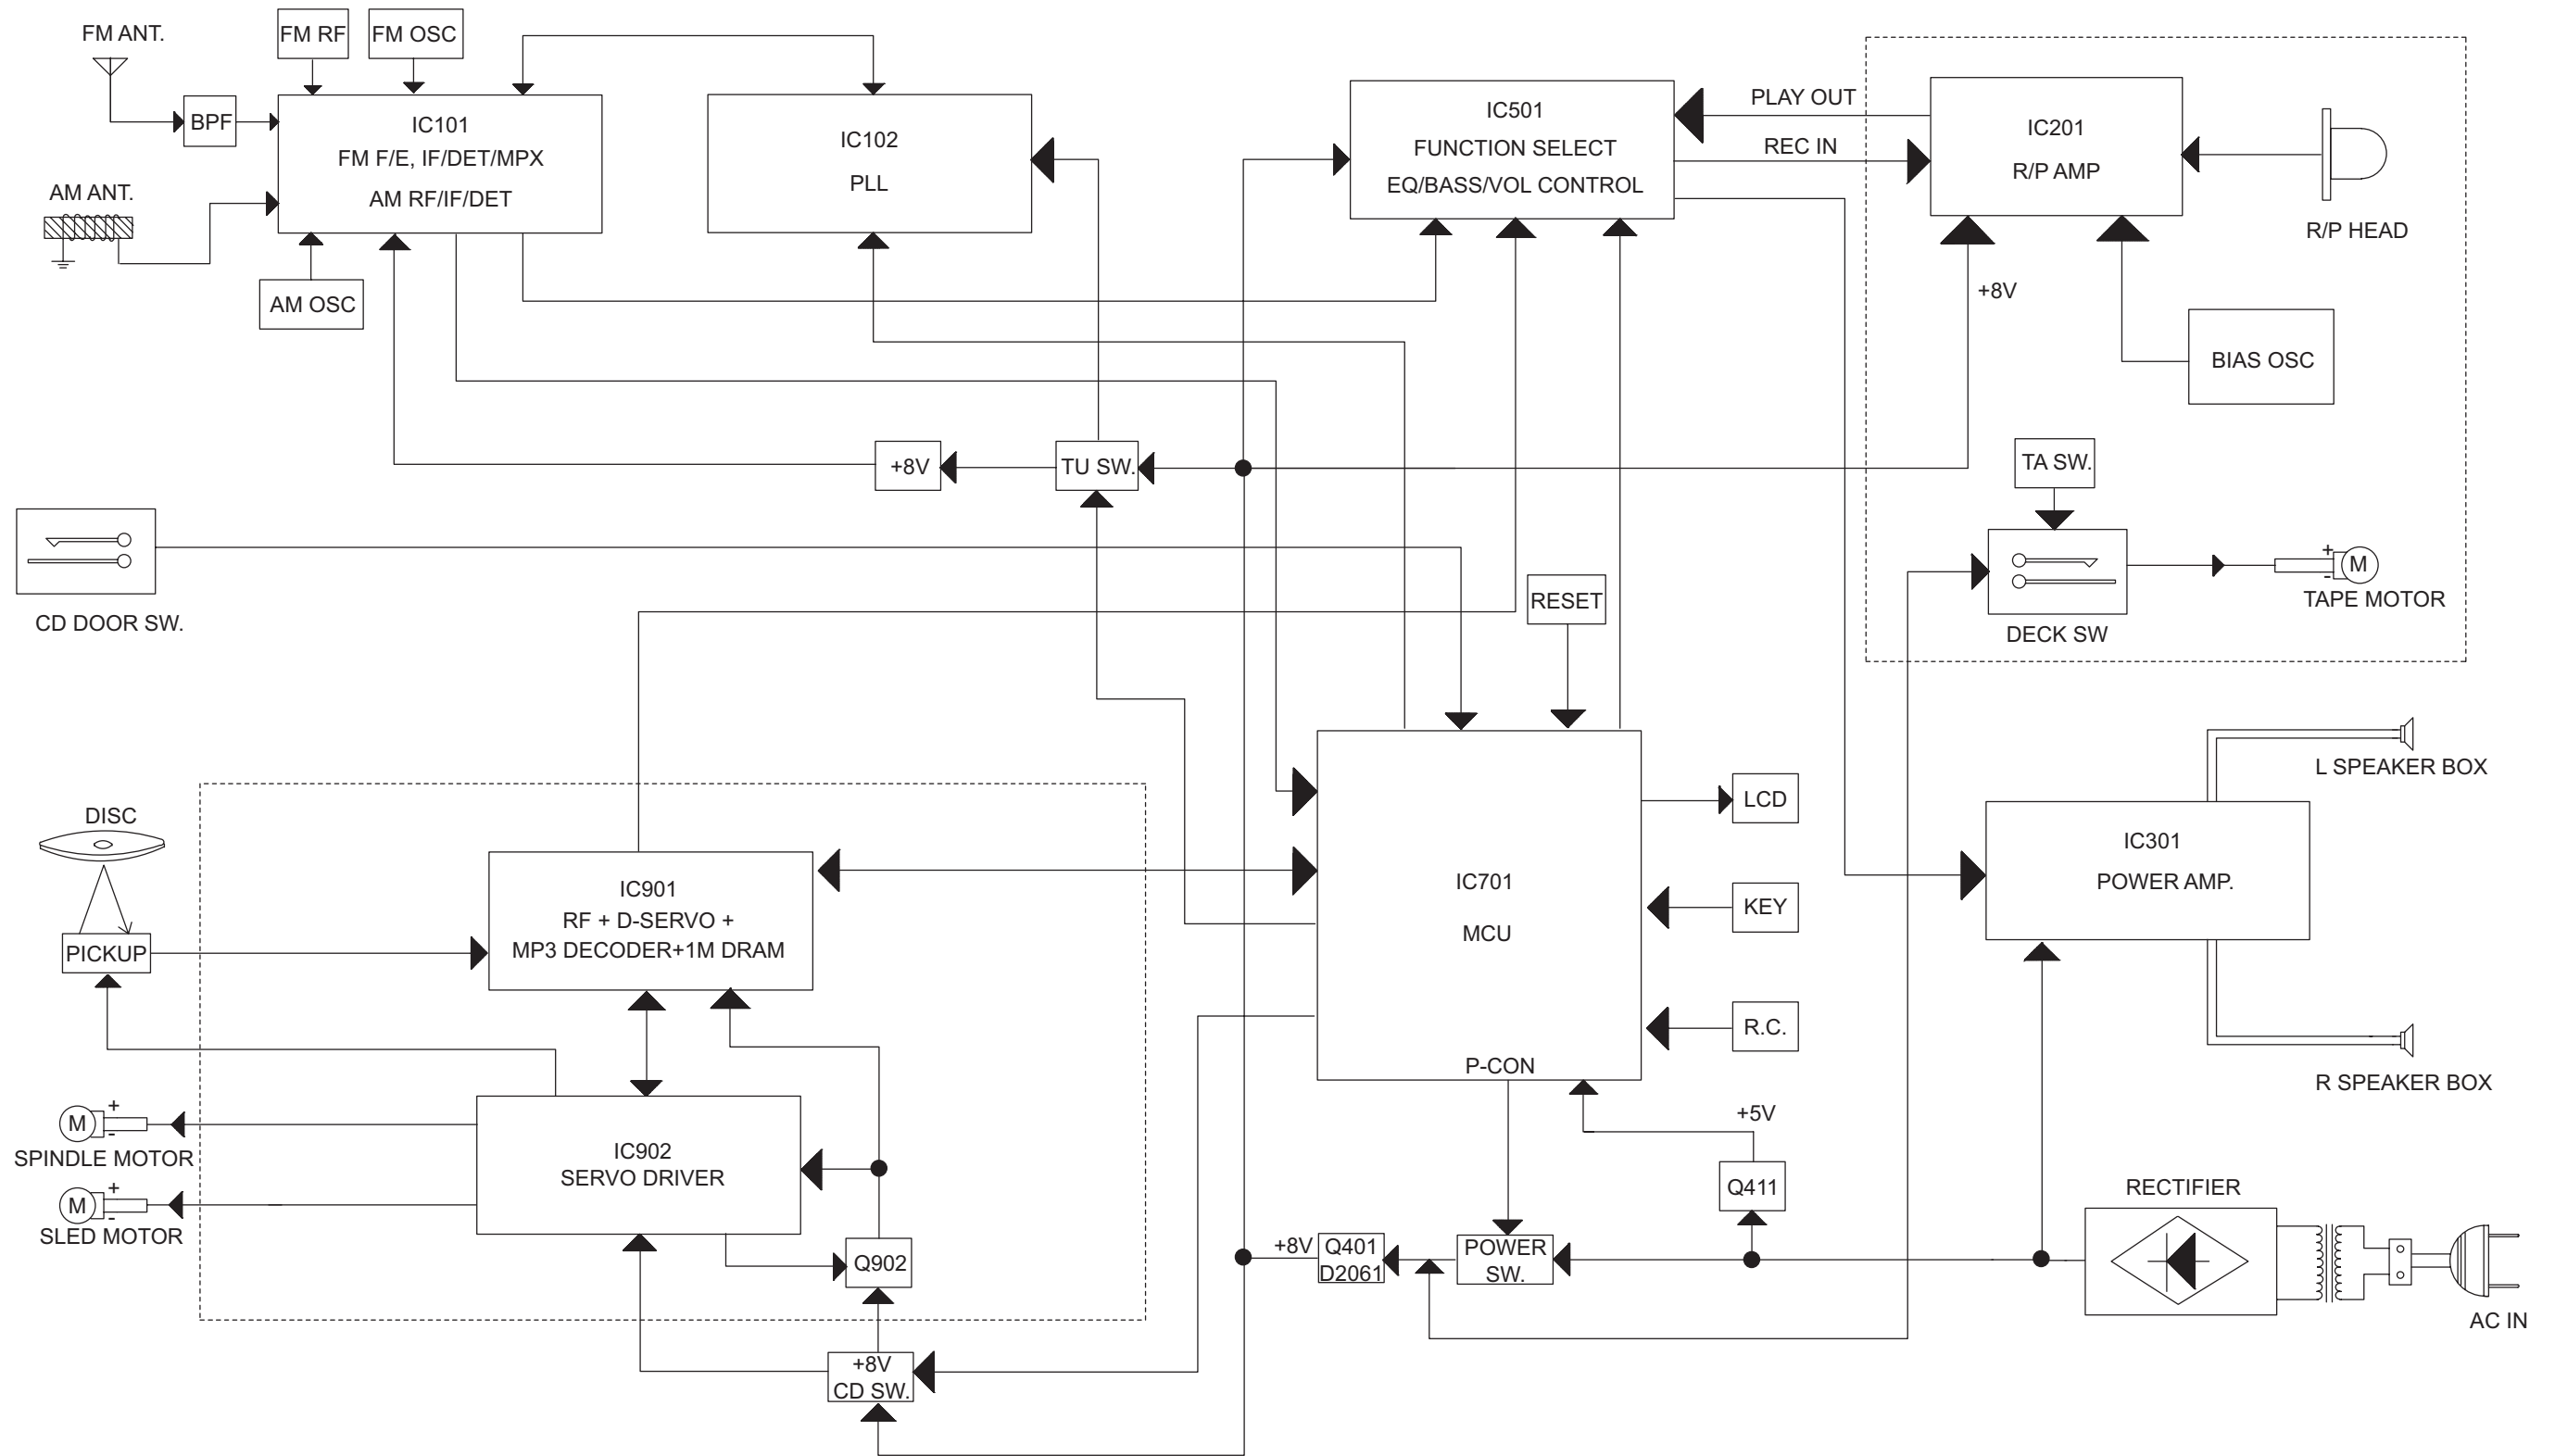 FM ANT.
FM RF
FM OSC
BPF
IC101
FM F/E, IF/DET/MPX
AM RF/IF/DET
AM ANT.
AM OSC
IC102
PLL
IC501
FUNCTION SELECT
EQ/BASS/VOL CONTROL
PLAY OUT
REC IN
IC201
R/P AMP
R/P HEAD
+8V
BIAS OSC
+8V
TU SW.
TA SW.
CD DOOR SW.
RESET
DECK SW
+
-
M
TAPE MOTOR
L SPEAKER BOX
DISC
PICKUP
IC901
RF + D-SERVO +
MP3 DECODER+1M DRAM
IC701
MCU
P-CON
LCD
KEY
R.C.
IC301
POWER AMP.
R SPEAKER BOX
M
+
-
SPINDLE MOTOR
M
+
-
SLED MOTOR
IC902
SERVO DRIVER
Q902
+8V
CD SW.
+8V
Q401
D2061
POWER
SW.
+5V
Q411
RECTIFIER
AC IN